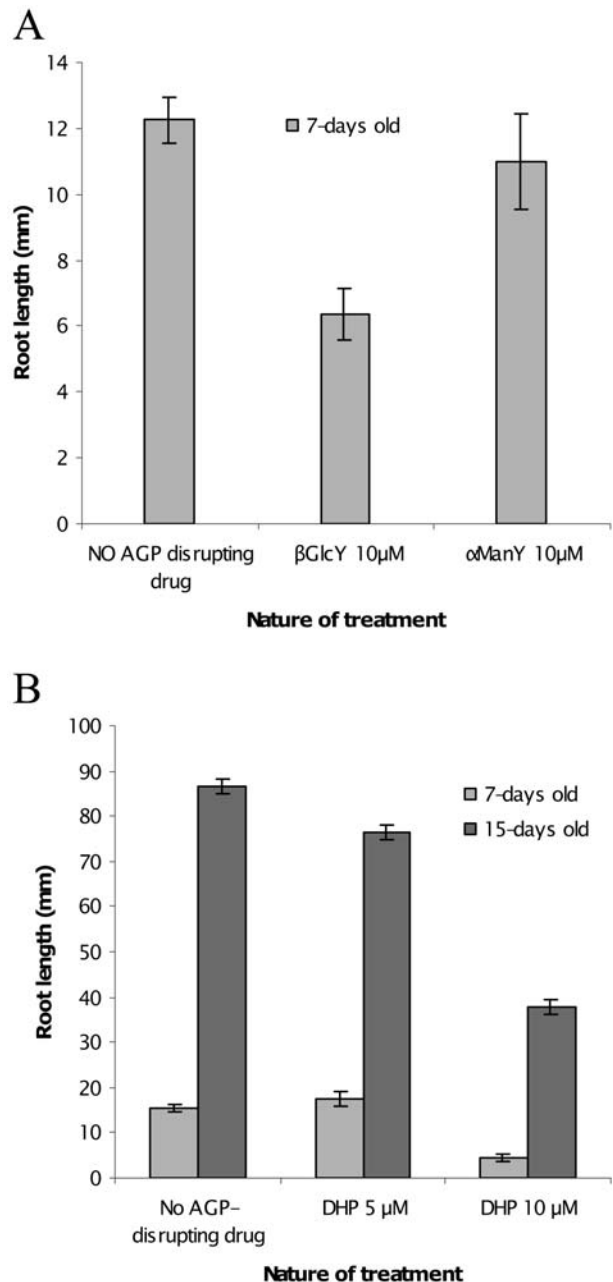 A
14
12
10
8
6
4
2
0
Root length (mm)
7-days old
NO AGP disrupting
drug
βGlcY 10µM
αManY 10µM
Nature of treatment
B
100
90
80
70
60
50
40
30
20
10
0
Root length (mm)
7-days old
15-days old
No AGP-
disrupting drug
DHP 5 µM
DHP 10 µM
Nature of treatment